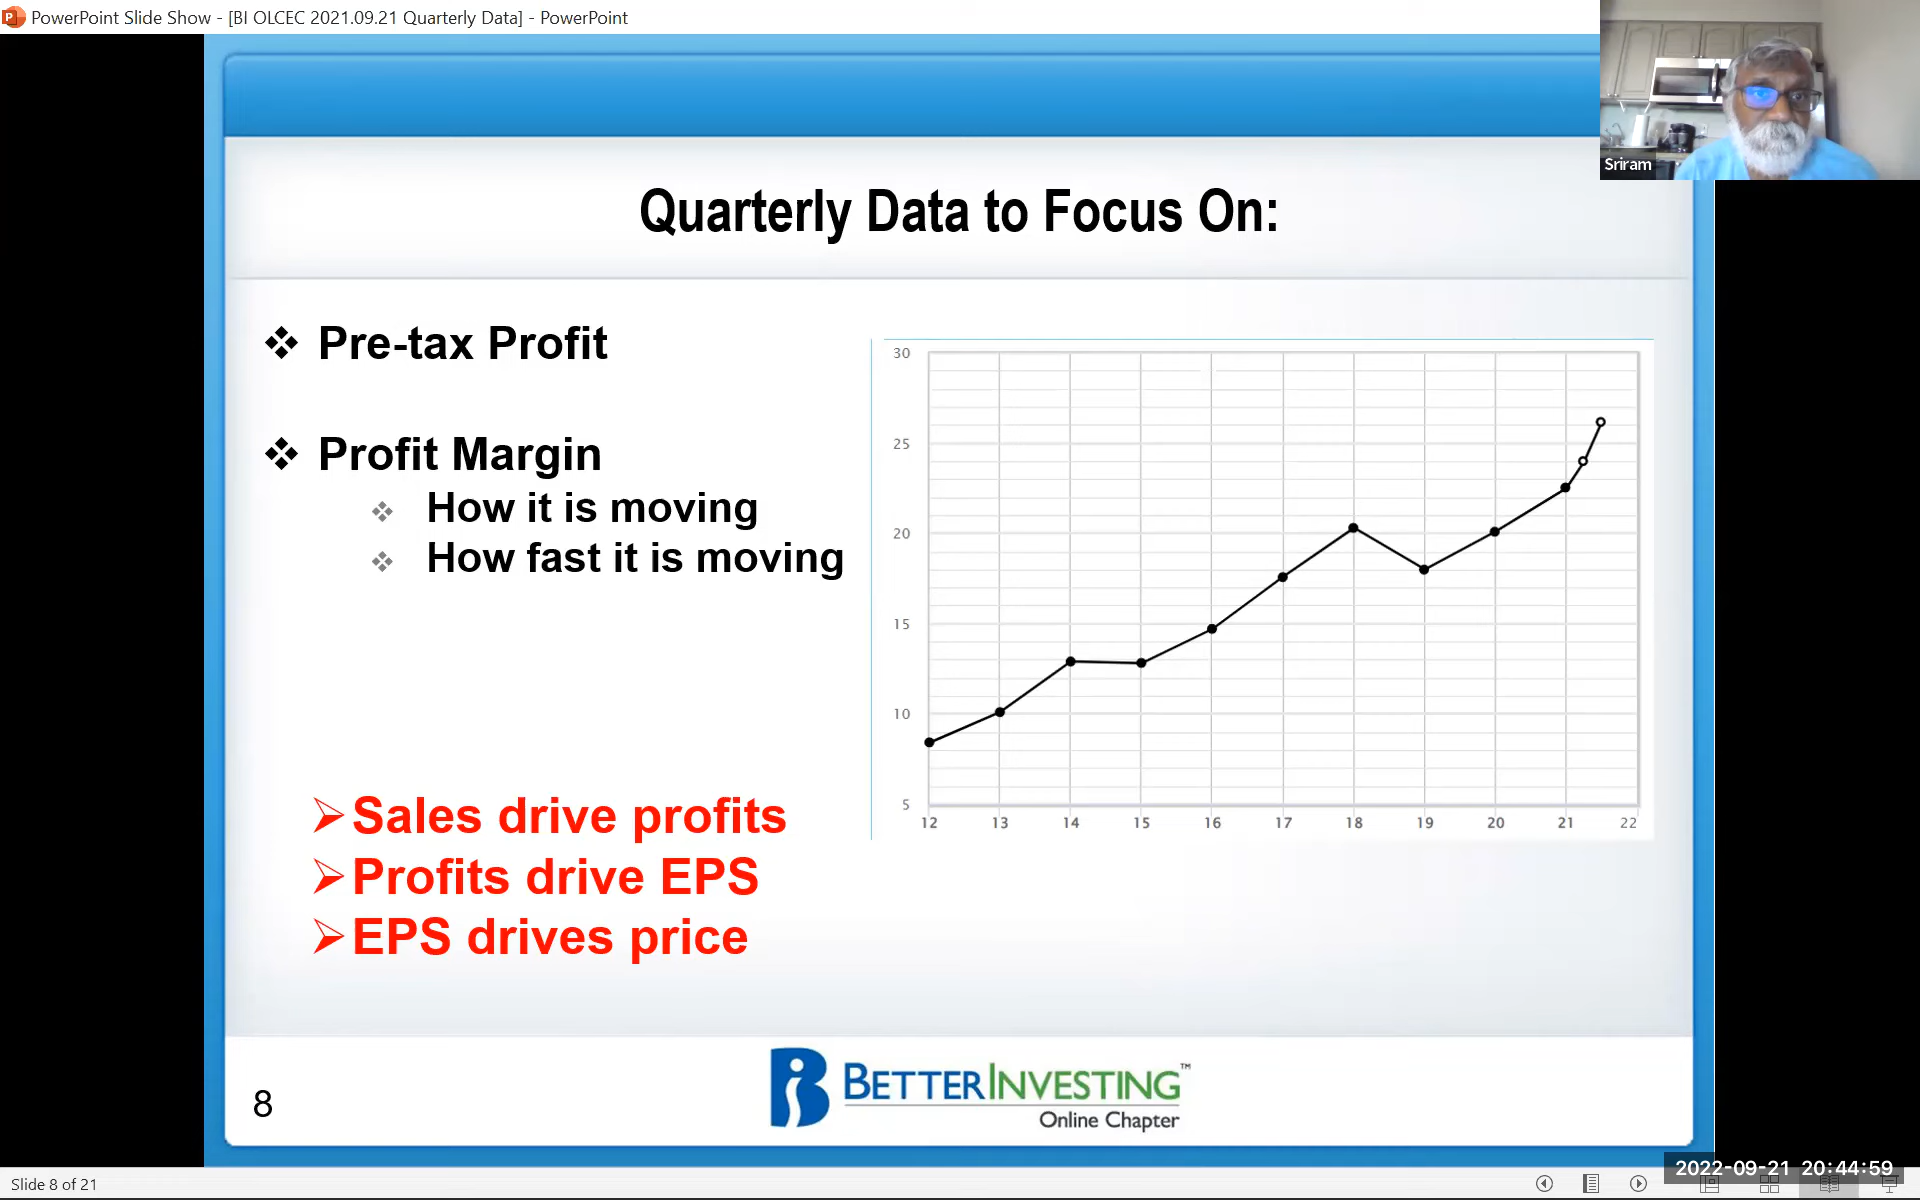 PowerPoint Slide Show - [BI OLCEC 2021.09.21 Quarterly Data] - PowerPoint
Sriram
Quarterly Data to Focus On:
Pre-tax Profit
Profit Margin
How it is moving
How fast it is moving
Sales drive profits
Profits drive EPS
EPS drives price
30
25
20
15
10
5
12 13 14 15 16 17 18 19 20 21 22
8
BETTERINVESTING™
Online Chapter
2022-09-21 20:44:59
Slide 8 of 21